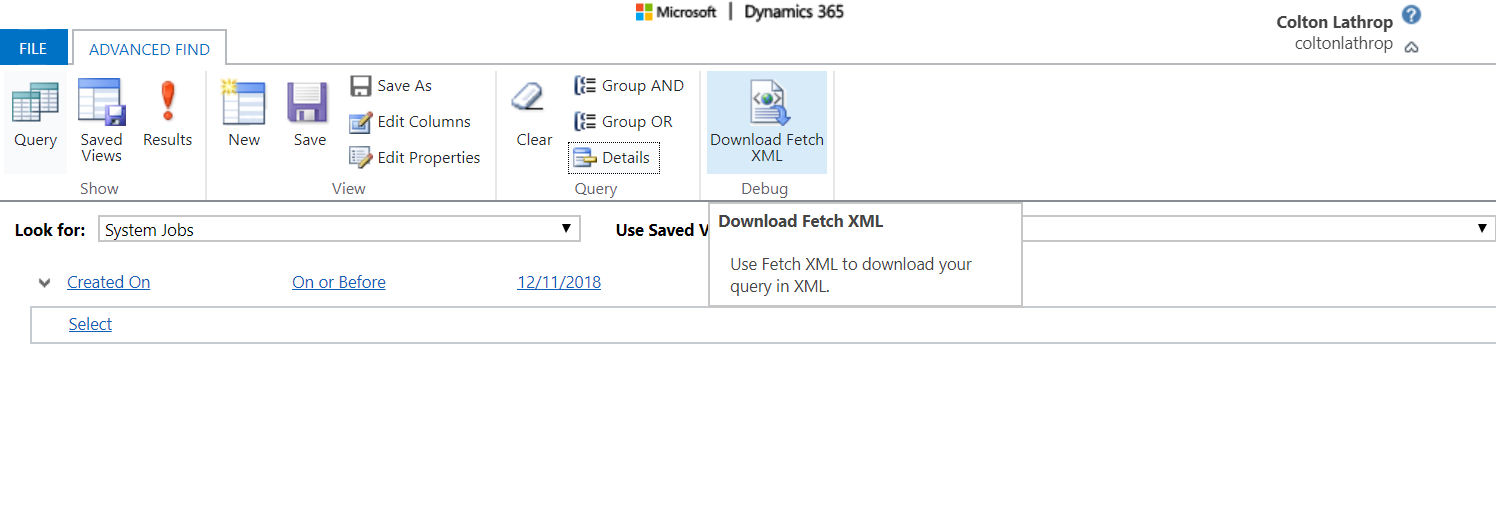 Microsoft | Dynamics 365
Colton Lathrop
coltonlathrop
FILE
ADVANCED FIND
Query
Saved Views
Results
Show
New
Save
Save As
Edit Columns
Edit Properties
View
Clear
Group AND
Group OR
Details
Query
Download Fetch
XML
Debug
Look for:
System Jobs
Use Saved V
Download Fetch XML
Use Fetch XML to download your
query in XML.
Created On
On or Before
12/11/2018
Select